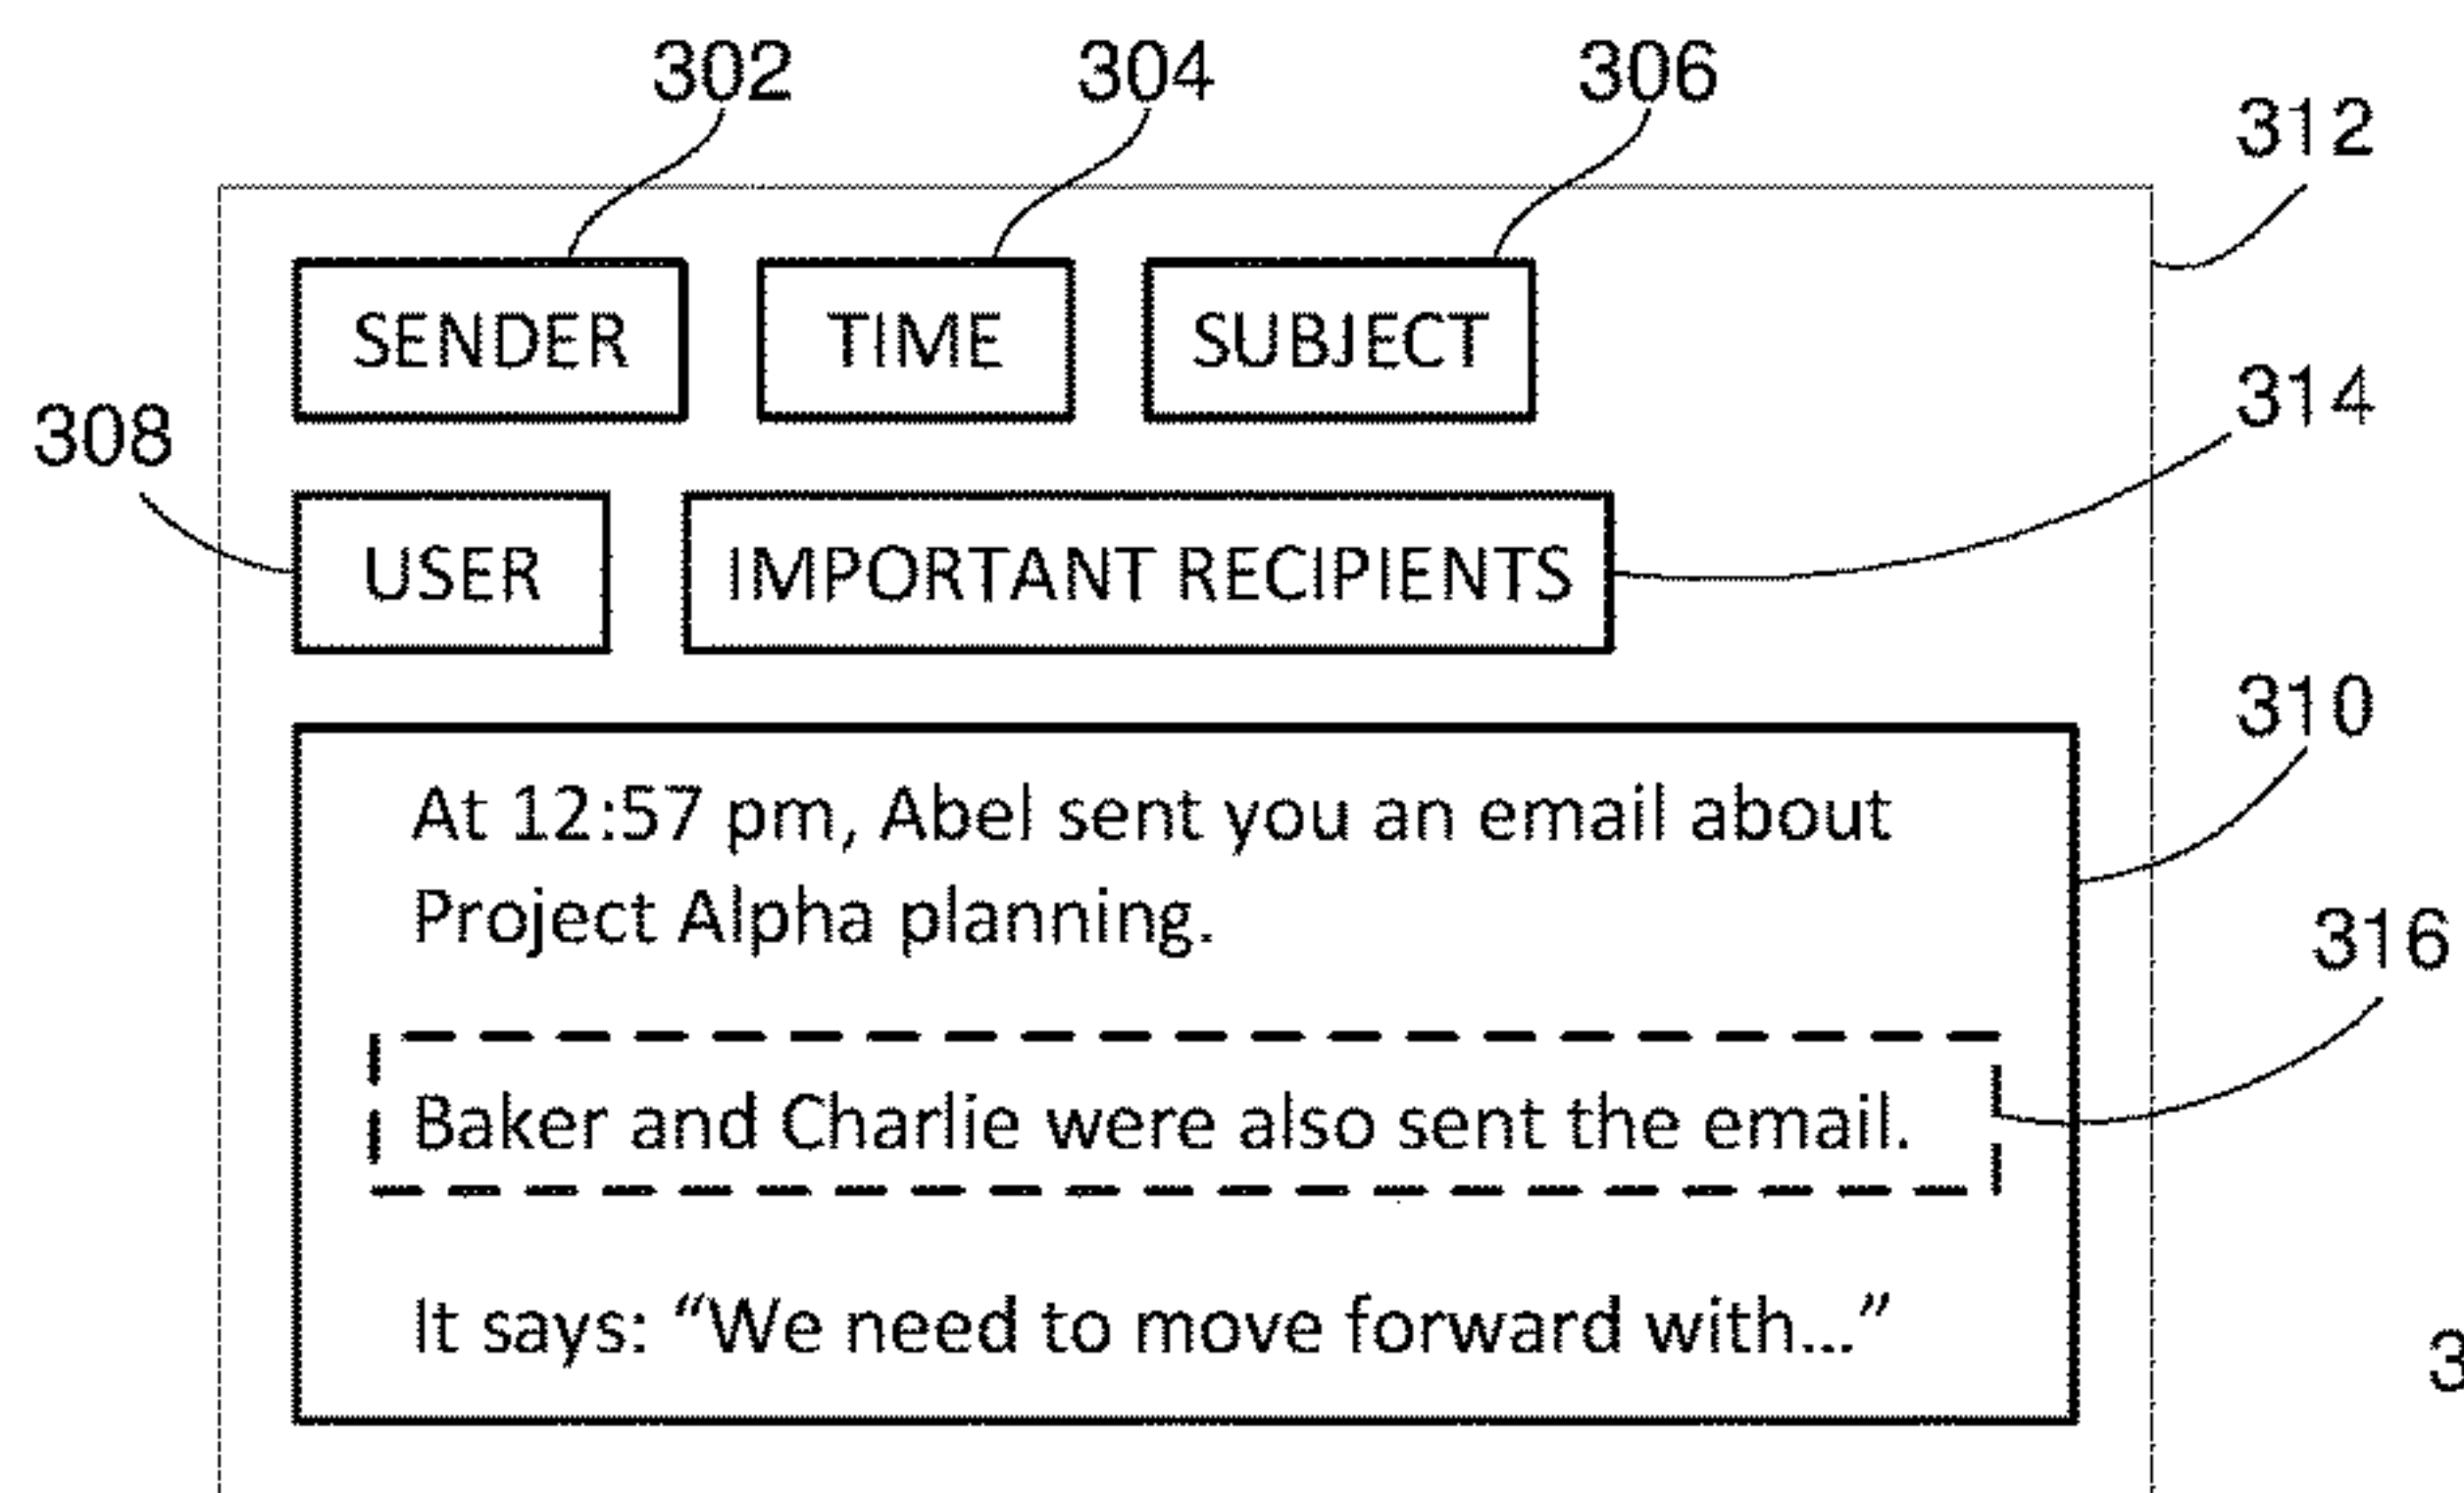 302 304 306
312
SENDER TIME SUBJECT
314
308
USER IMPORTANT RECIPIENTS
310
At 12:57 pm, Abel sent you an email about
Project Alpha planning.
316
Baker and Charlie were also sent the email.
It says: “We need to move forward with...”